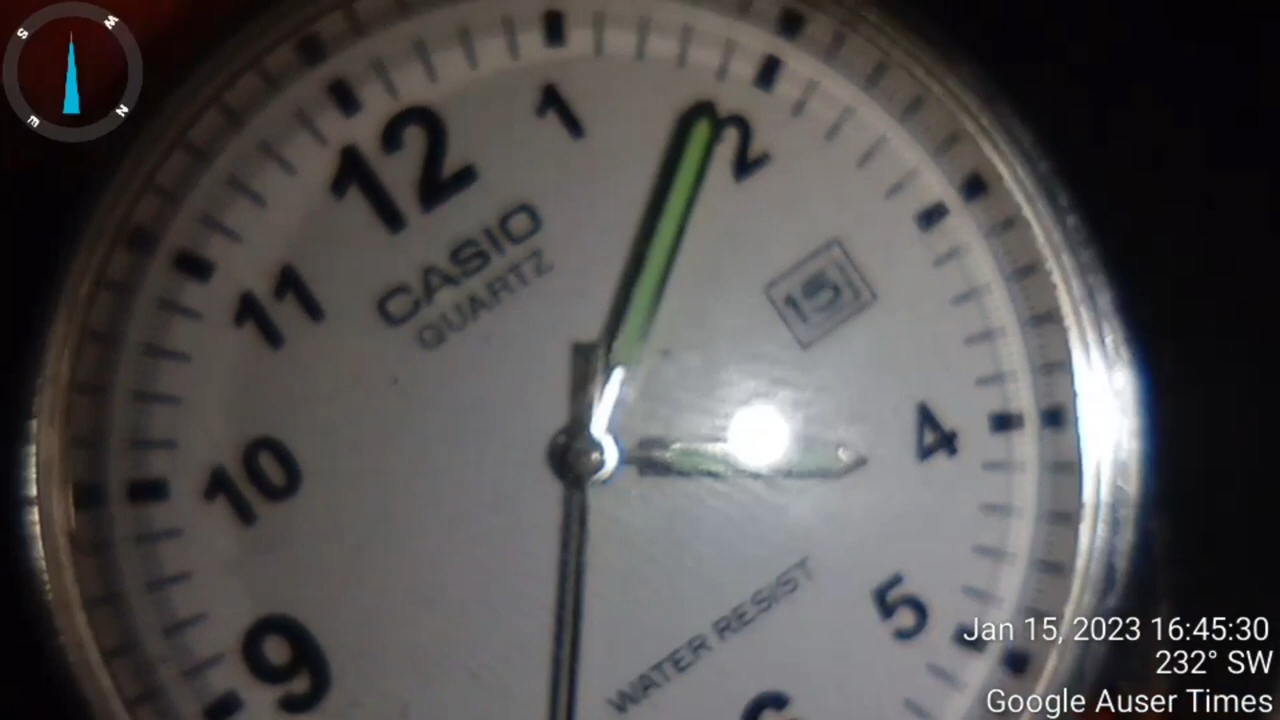 S
W
E
N
12
1
2
11
CASIO
QUARTZ
15
10
4
9
5
WATER RESIST
6
Jan 15, 2023 16:45:30
232° SW
Google Auser Times